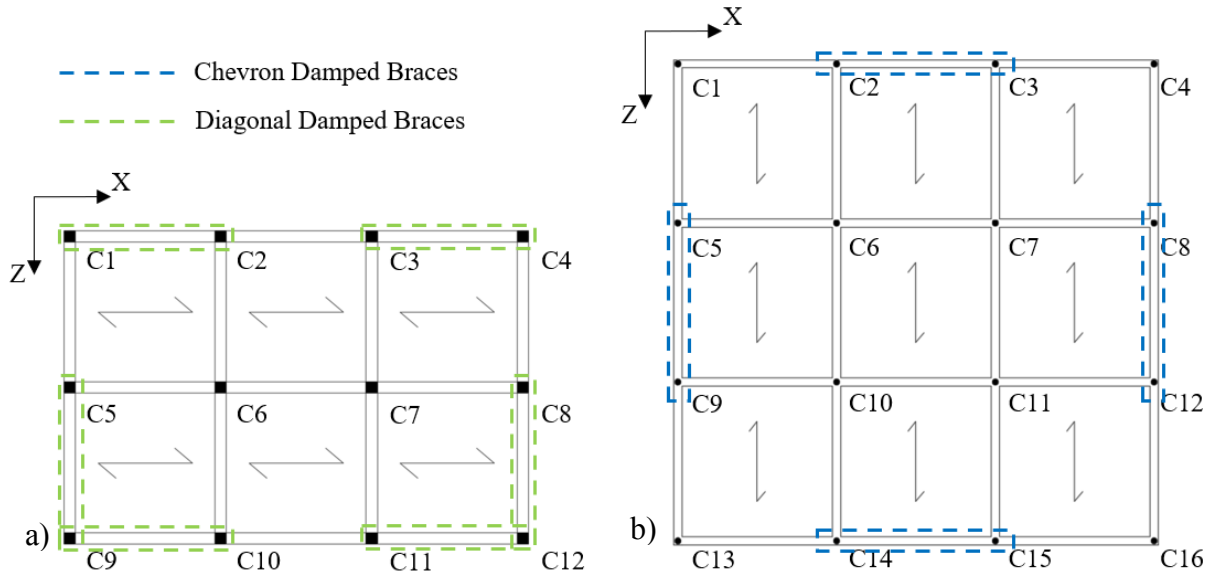 Chevron Damped Braces
Diagonal Damped Braces
X
Z
C1 C2 C3 C4
C5 C6 C7 C8
C9 C10 C11 C12
a)
X
Z
C1 C2 C3 C4
C5 C6 C7 C8
C9 C10 C11 C12
C13 C14 C15 C16
b)